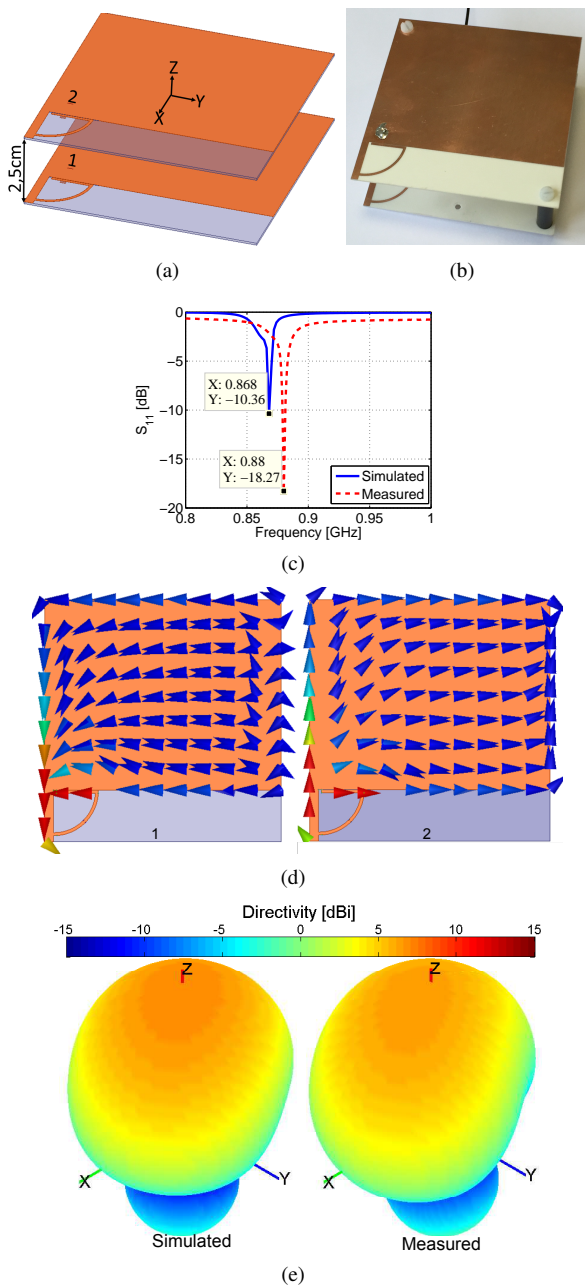 Z
2
Y
X
1
2,5cm
(a)
(b)
0
−5
−10
−15
−20
S11 [dB]
X: 0.868
Y: −10.36
X: 0.88
Y: −18.27
Simulated
Measured
0.8
0.85
0.9
0.95
1
Frequency [GHz]
(c)
1
2
(d)
Directivity [dBi]
-15
-10
-5
0
5
10
15
Z
Z
X
Y
X
Y
Simulated
Measured
(e)